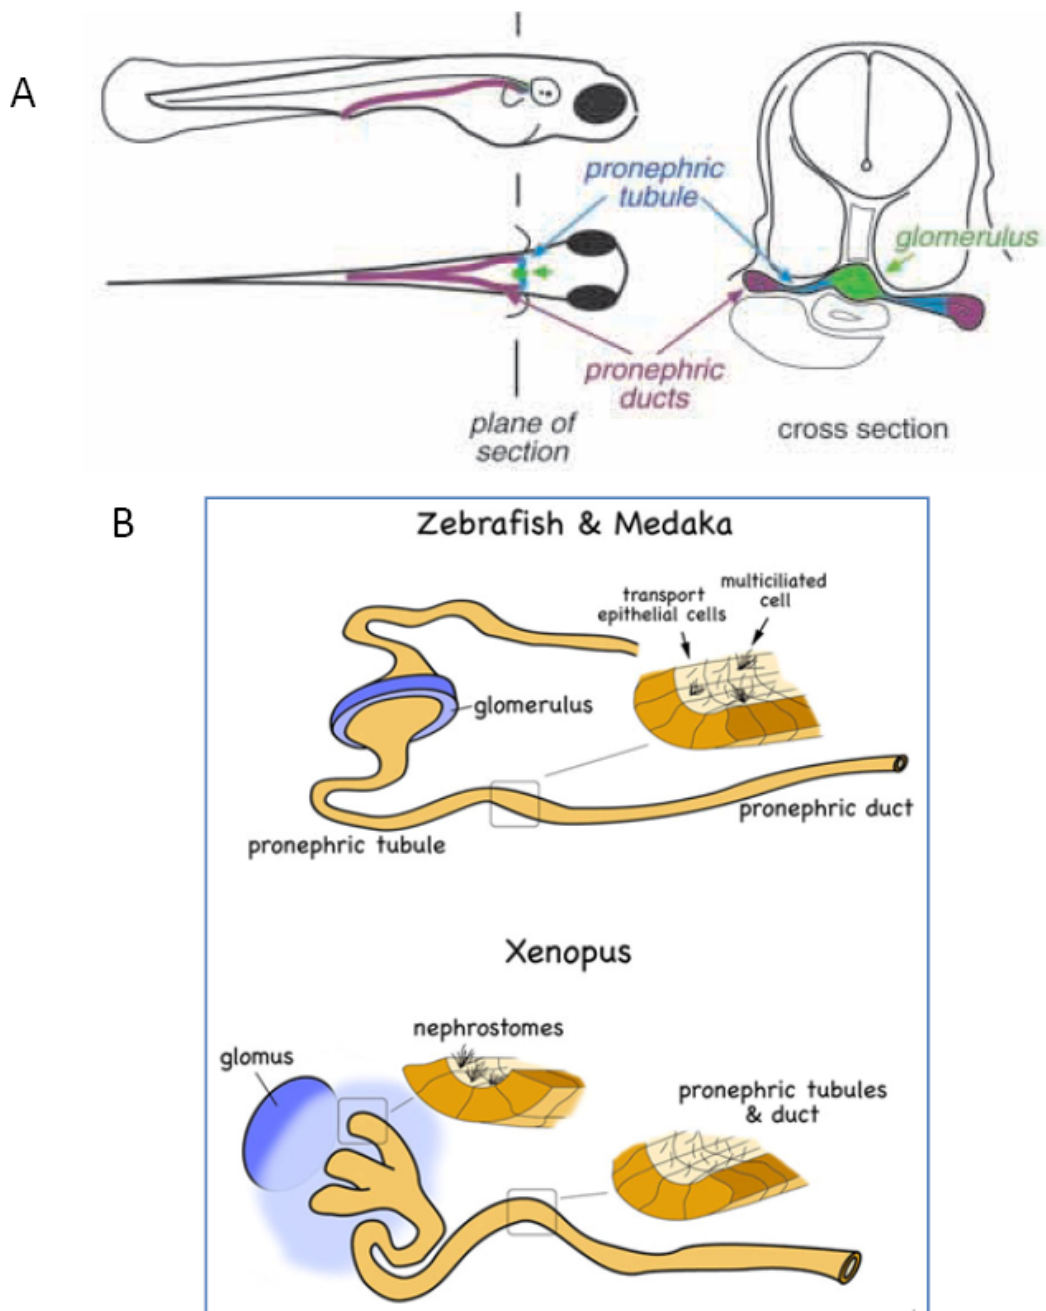 A
pronephric
tubule
glomerulus
pronephric
ducts
plane of
section
cross section
B
Zebrafish & Medaka
transport
epithelial cells
multiciliated
cell
glomerulus
pronephric duct
pronephric tubule
Xenopus
nephrostomes
glomus
pronephric tubules
& duct